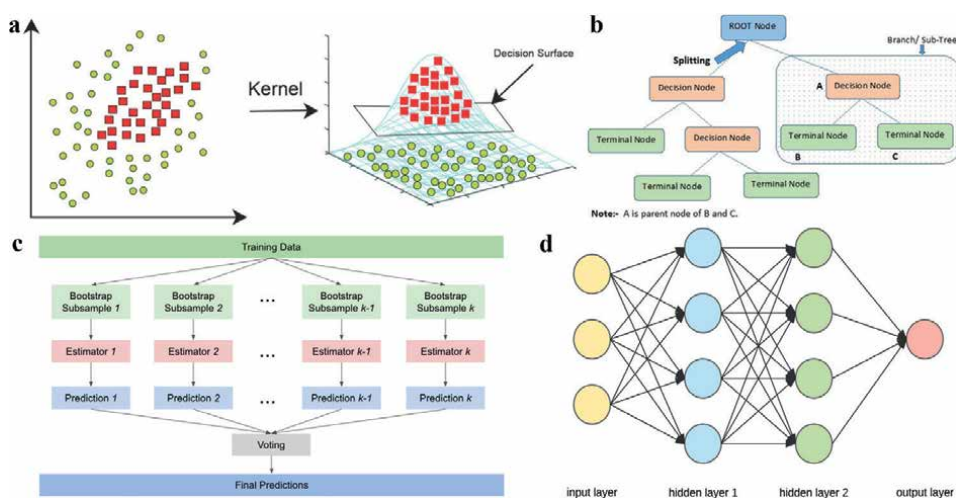 a
Kernel
Decision Surface
b
ROOT Node
Branch/ Sub-Tree
Splitting
Decision Node
A
Decision Node
Terminal Node
Decision Node
Terminal Node
Terminal Node
B
C
Terminal Node
Terminal Node
Note:- A is parent node of B and C.
c
Training Data
Bootstrap
Subsample 1
Bootstrap
Subsample 2
...
Bootstrap
Subsample k-1
Bootstrap
Subsample k
Estimator 1
Estimator 2
...
Estimator k-1
Estimator k
Prediction 1
Prediction 2
...
Prediction k-1
Prediction k
Voting
Final Predictions
d
input layer
hidden layer 1
hidden layer 2
output layer